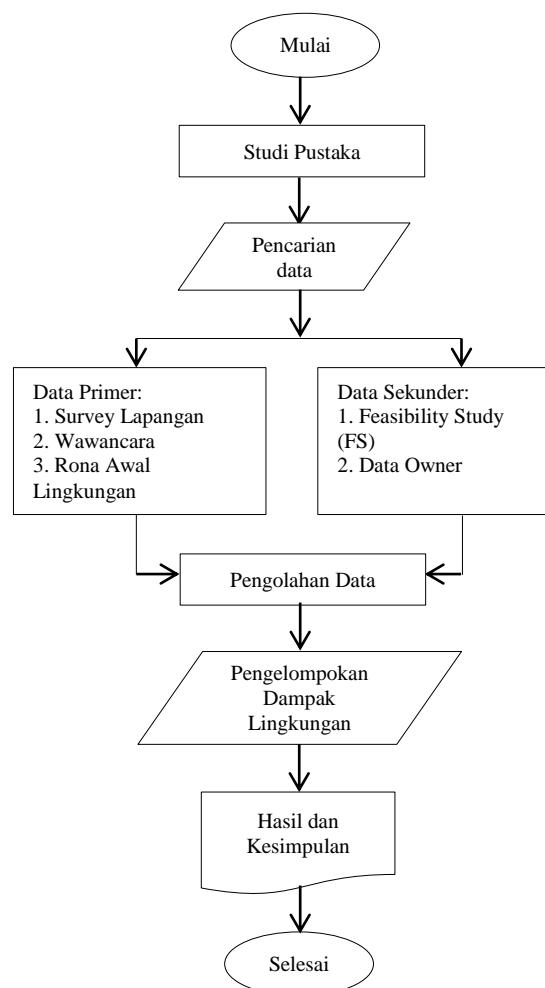 Mulai
Studi Pustaka
Pencarian
data
Data Primer:
1. Survey Lapangan
2. Wawancara
3. Rona Awal
Lingkungan
Data Sekunder:
1. Feasibility Study
(FS)
2. Data Owner
Pengolahan Data
Pengelompokan
Dampak
Lingkungan
Hasil dan
Kesimpulan
Selesai